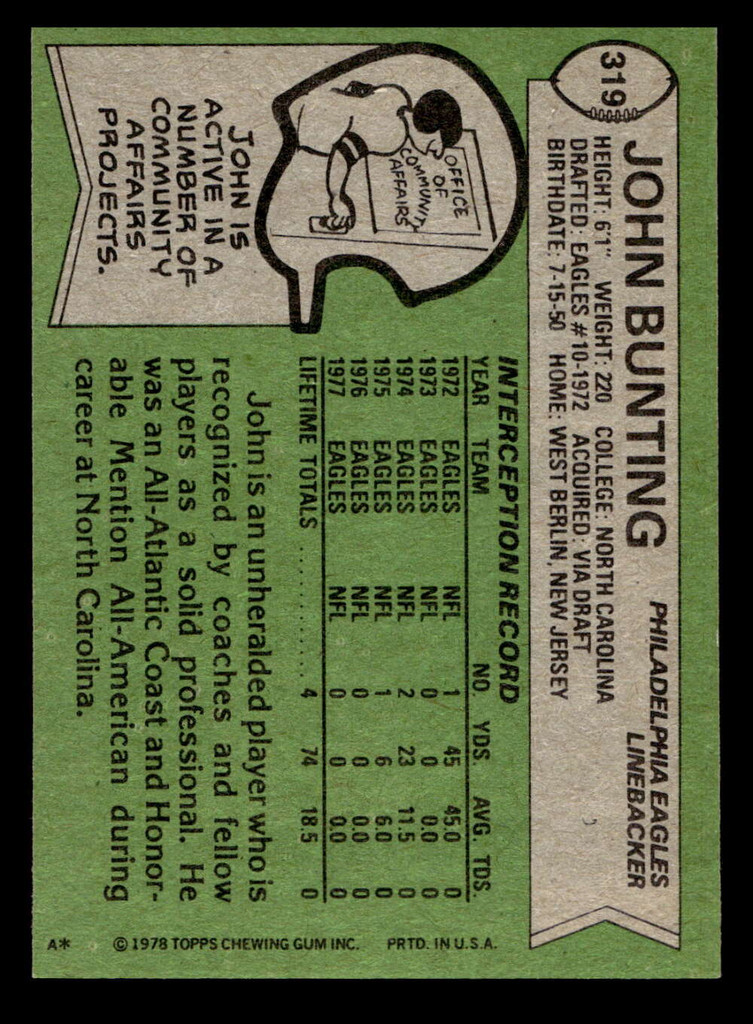 319
JOHN BUNTING
PHILADELPHIA EAGLES
LINEBACKER
HEIGHT: 6'1" WEIGHT: 220 COLLEGE: NORTH CAROLINA
DRAFTED: EAGLES #10-1972 ACQUIRED: VIA DRAFT
BIRTHDATE: 7-15-50 HOME: WEST BERLIN, NEW JERSEY
OFFICE
OF
COMMUNITY
AFFAIRS
JOHN IS
ACTIVE IN A
NUMBER OF
COMMUNITY
AFFAIRS
PROJECTS.
INTERCEPTION RECORD
YEAR TEAM NO. YDS. AVG. TDS.
1972 EAGLES NFL 1 45 45.0 0
1973 EAGLES NFL 0 0 0.0 0
1974 EAGLES NFL 2 23 11.5 0
1975 EAGLES NFL 1 6 6.0 0
1976 EAGLES NFL 0 0 0.0 0
1977 EAGLES NFL 0 0 0.0 0
LIFETIME TOTALS . . . . . . . . . . . . 4 74 18.5 0
John is an unheralded player who is
recognized by coaches and fellow
players as a solid professional. He
was an All-Atlantic Coast and Honor-
able Mention All-American during
career at North Carolina.
A* © 1978 TOPPS CHEWING GUM INC. PRTD. IN U.S.A.